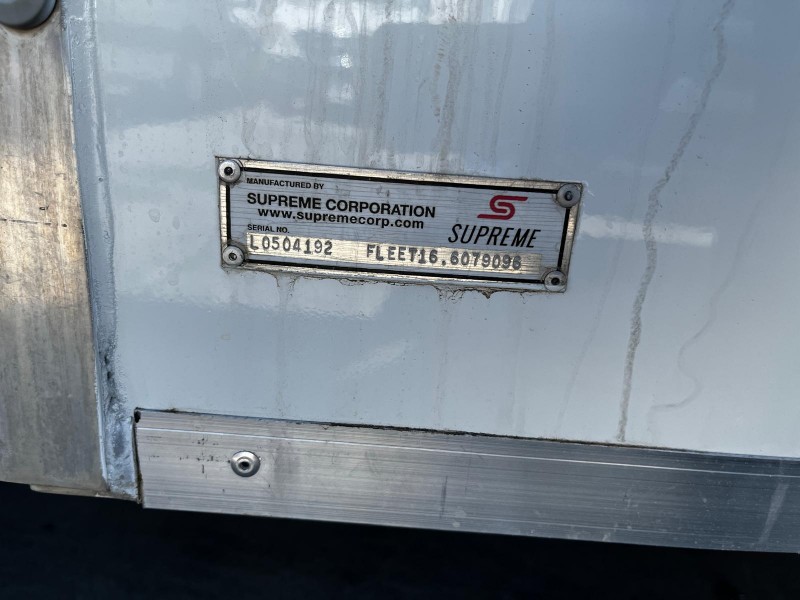 MANUFACTURED BY
SUPREME CORPORATION
www.supremecorp.com
SUPREME
SERIAL NO.
L0504192 FLEET16.6079096